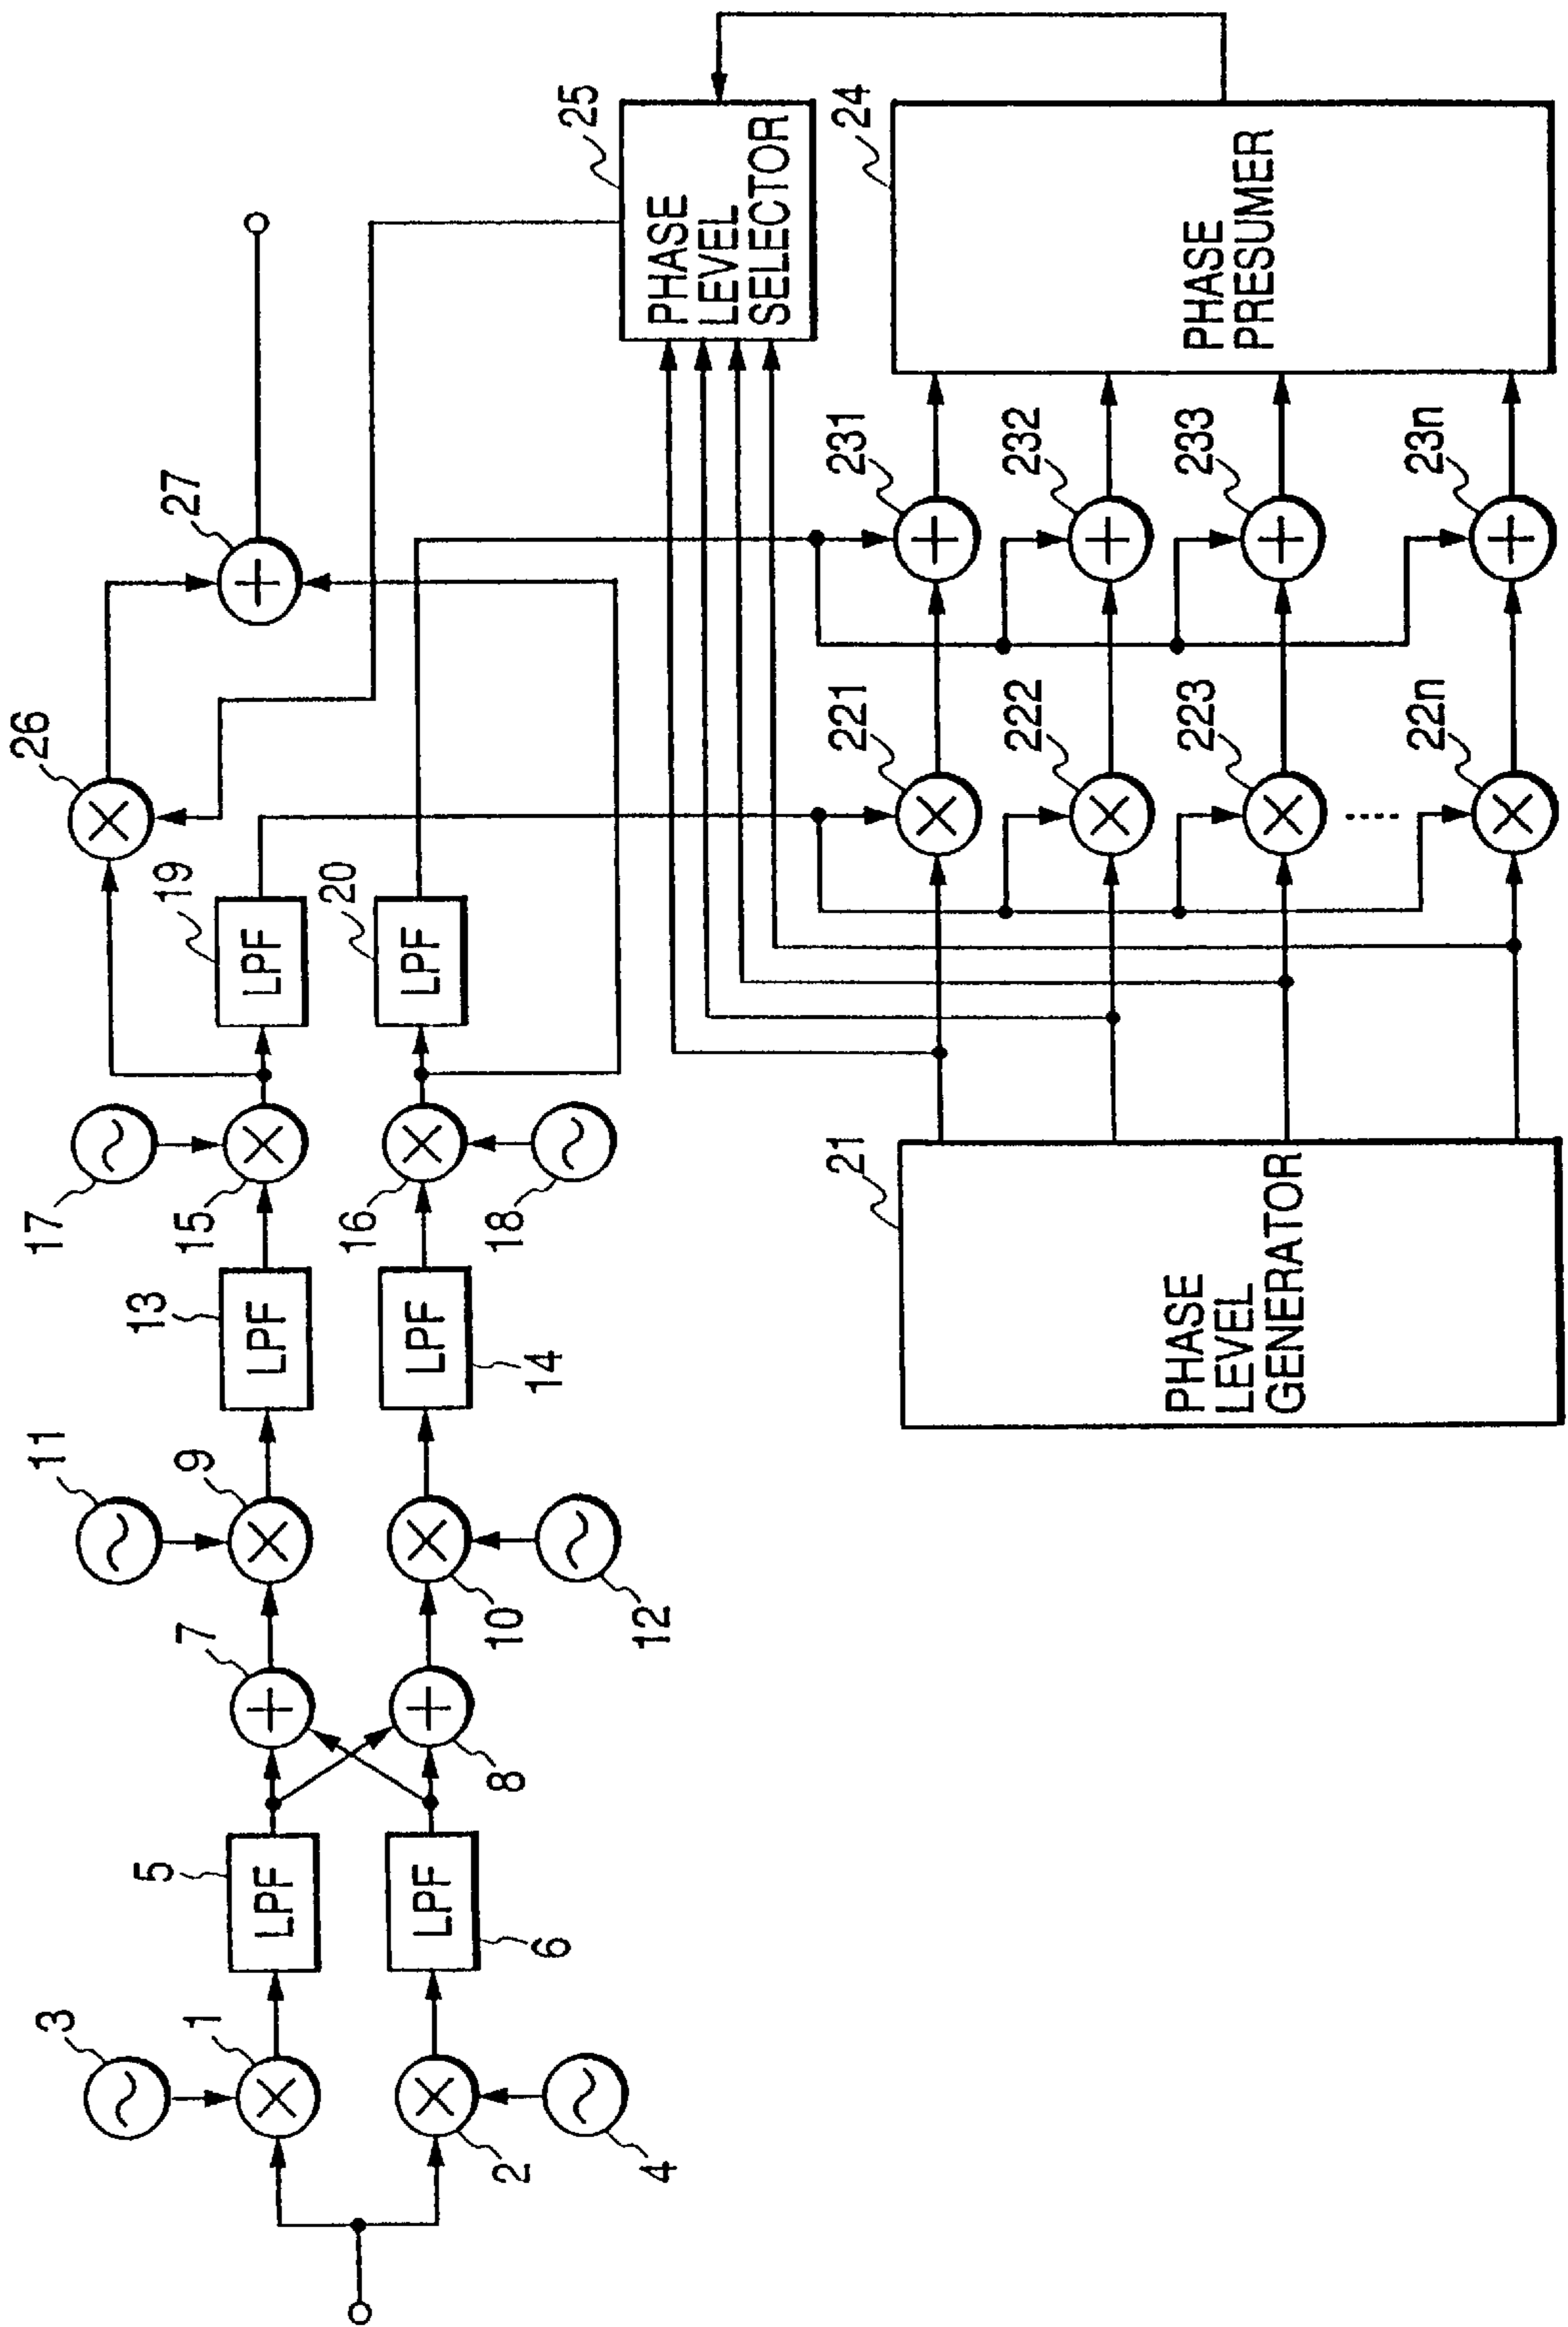 3
1
2
4
5
LPF
LPF
6
7
8
11
9
10
12
13
LPF
LPF
14
17
15
16
18
19
LPF
20
LPF
26
27
25
PHASE
LEVEL
SELECTOR
21
PHASE
LEVEL
GENERATOR
221
222
223
.....
22n
231
232
233
23n
24
PHASE
PRESUMER